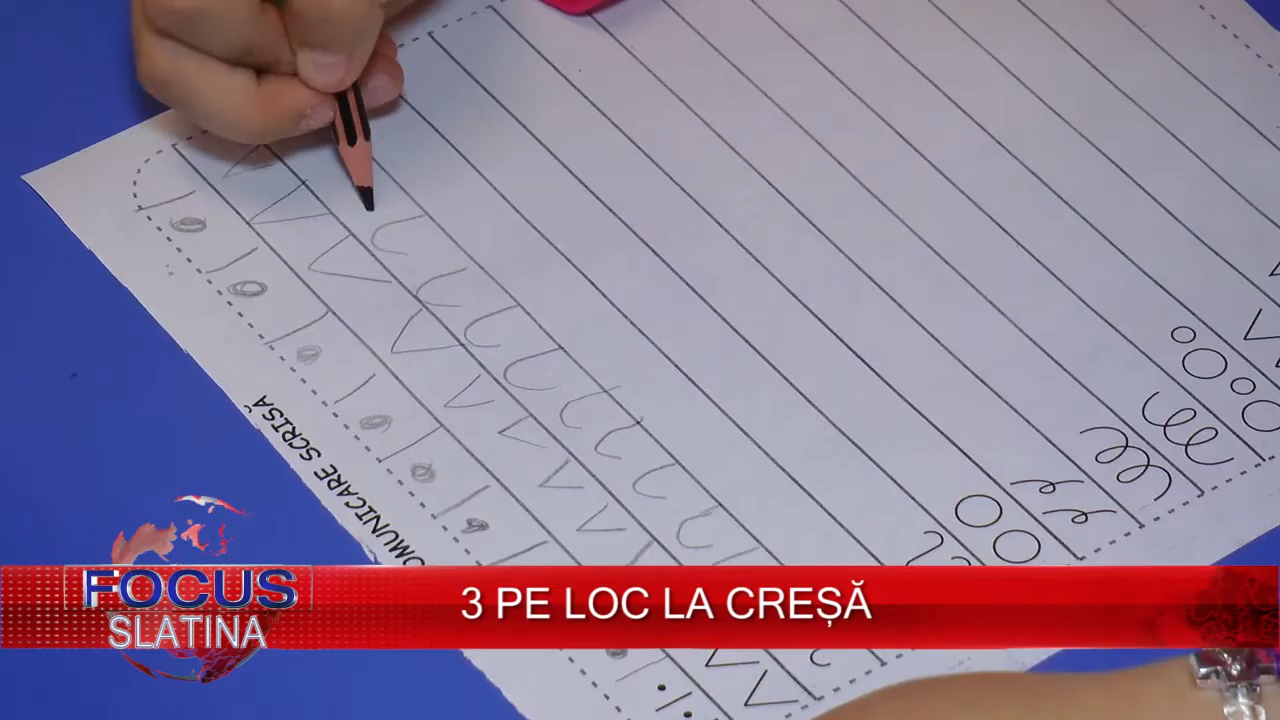 COMUNICARE SCRISĂ
FOCUS
SLATINA
3 PE LOC LA CREȘĂ